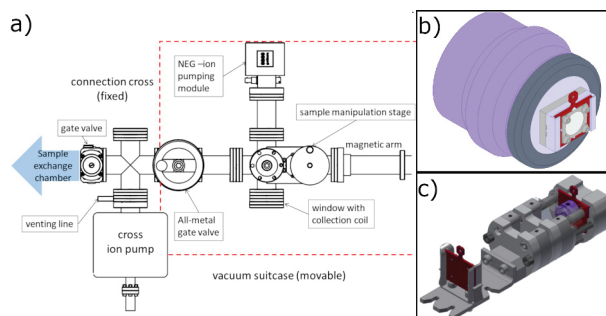 a)
NEG –ion
pumping
module
connection cross
(fixed)
sample manipulation stage
gate valve
magnetic arm
Sample
exchange
chamber
venting line
cross
ion pump
All-metal
gate valve
window with
collection coil
vacuum suitcase (movable)
b)
c)